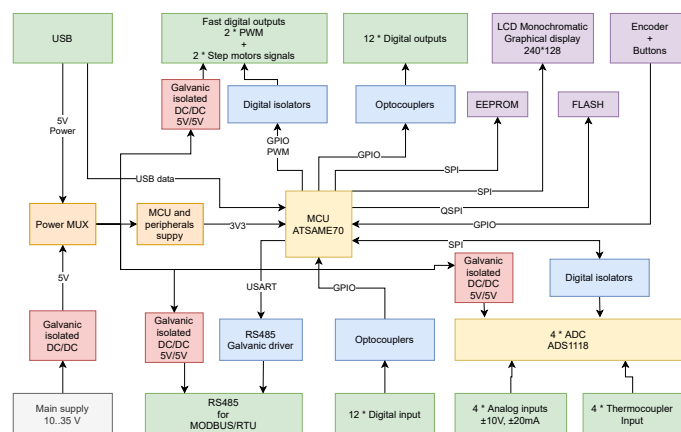 USB
Fast digital outputs
2 * PWM
+
2 * Step motors signals
12 * Digital outputs
LCD Monochromatic
Graphical display
240*128
Encoder
+
Buttons
Galvanic
isolated
DC/DC
5V/5V
Digital isolators
Optocouplers
EEPROM
FLASH
5V
Power
GPIO
PWM
GPIO
SPI
USB data
SPI
QSPI
GPIO
Power MUX
MCU and
peripherals
suppy
3V3
MCU
ATSAME70
SPI
5V
USART
GPIO
Galvanic
isolated
DC/DC
5V/5V
Digital isolators
Galvanic
isolated
DC/DC
Galvanic
isolated
DC/DC
5V/5V
RS485
Galvanic driver
Optocouplers
4 * ADC
ADS1118
Main supply
10..35 V
RS485
for
MODBUS/RTU
12 * Digital input
4 * Analog inputs
±10V, ±20mA
4 * Thermocoupler
Input